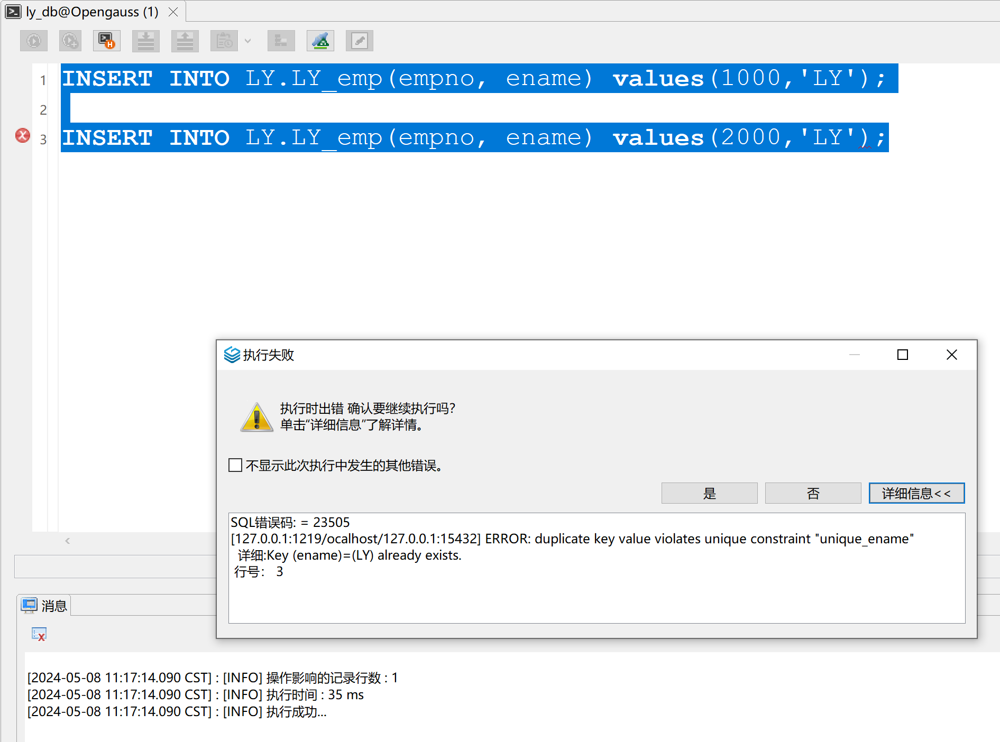 ly_db@Opengauss (1)
1 INSERT INTO LY.LY_emp(empno, ename) values(1000,'LY');
2
3 INSERT INTO LY.LY_emp(empno, ename) values(2000,'LY');
执行失败
执行时出错 确认要继续执行吗?
单击“详细信息”了解详情。
不显示此次执行中发生的其他错误。
是 否 详细信息<<
SQL错误码: = 23505
[127.0.0.1:1219/ocalhost/127.0.0.1:15432] ERROR: duplicate key value violates unique constraint "unique_ename"
详细:Key (ename)=(LY) already exists.
行号: 3
消息
[2024-05-08 11:17:14.090 CST] : [INFO] 操作影响的记录行数 : 1
[2024-05-08 11:17:14.090 CST] : [INFO] 执行时间 : 35 ms
[2024-05-08 11:17:14.090 CST] : [INFO] 执行成功...